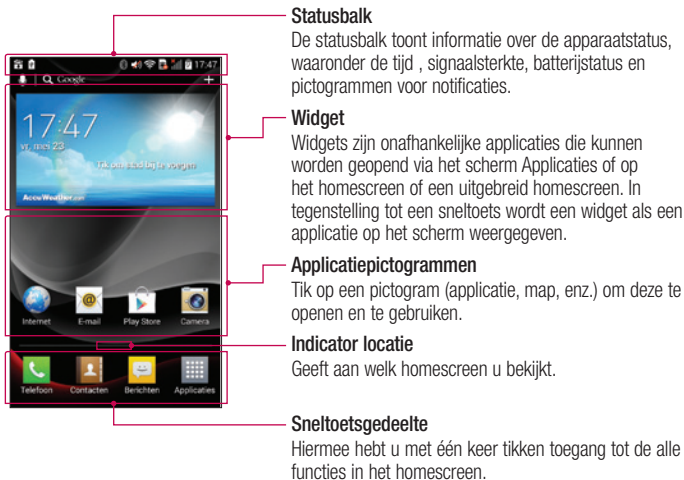 Statusbalk
De statusbalk toont informatie over de apparaatstatus,
waaronder de tijd , signaalsterkte, batterijstatus en
pictogrammen voor notificaties.
17:47
Google
Widget
17:47
vr, mei 23
Tik om stad bij te voegen
AccuWeather.com
Widgets zijn onafhankelijke applicaties die kunnen
worden geopend via het scherm Applicaties of op
het homescreen of een uitgebreid homescreen. In
tegenstelling tot een sneltoets wordt een widget als een
applicatie op het scherm weergegeven.
Applicatiepictogrammen
Tik op een pictogram (applicatie, map, enz.) om deze te
openen en te gebruiken.
Internet E-mail Play Store Camera
Indicator locatie
Geeft aan welk homescreen u bekijkt.
Telefoon Contacten Berichten Applicaties
Sneltoetsgedeelte
Hiermee hebt u met één keer tikken toegang tot de alle
functies in het homescreen.